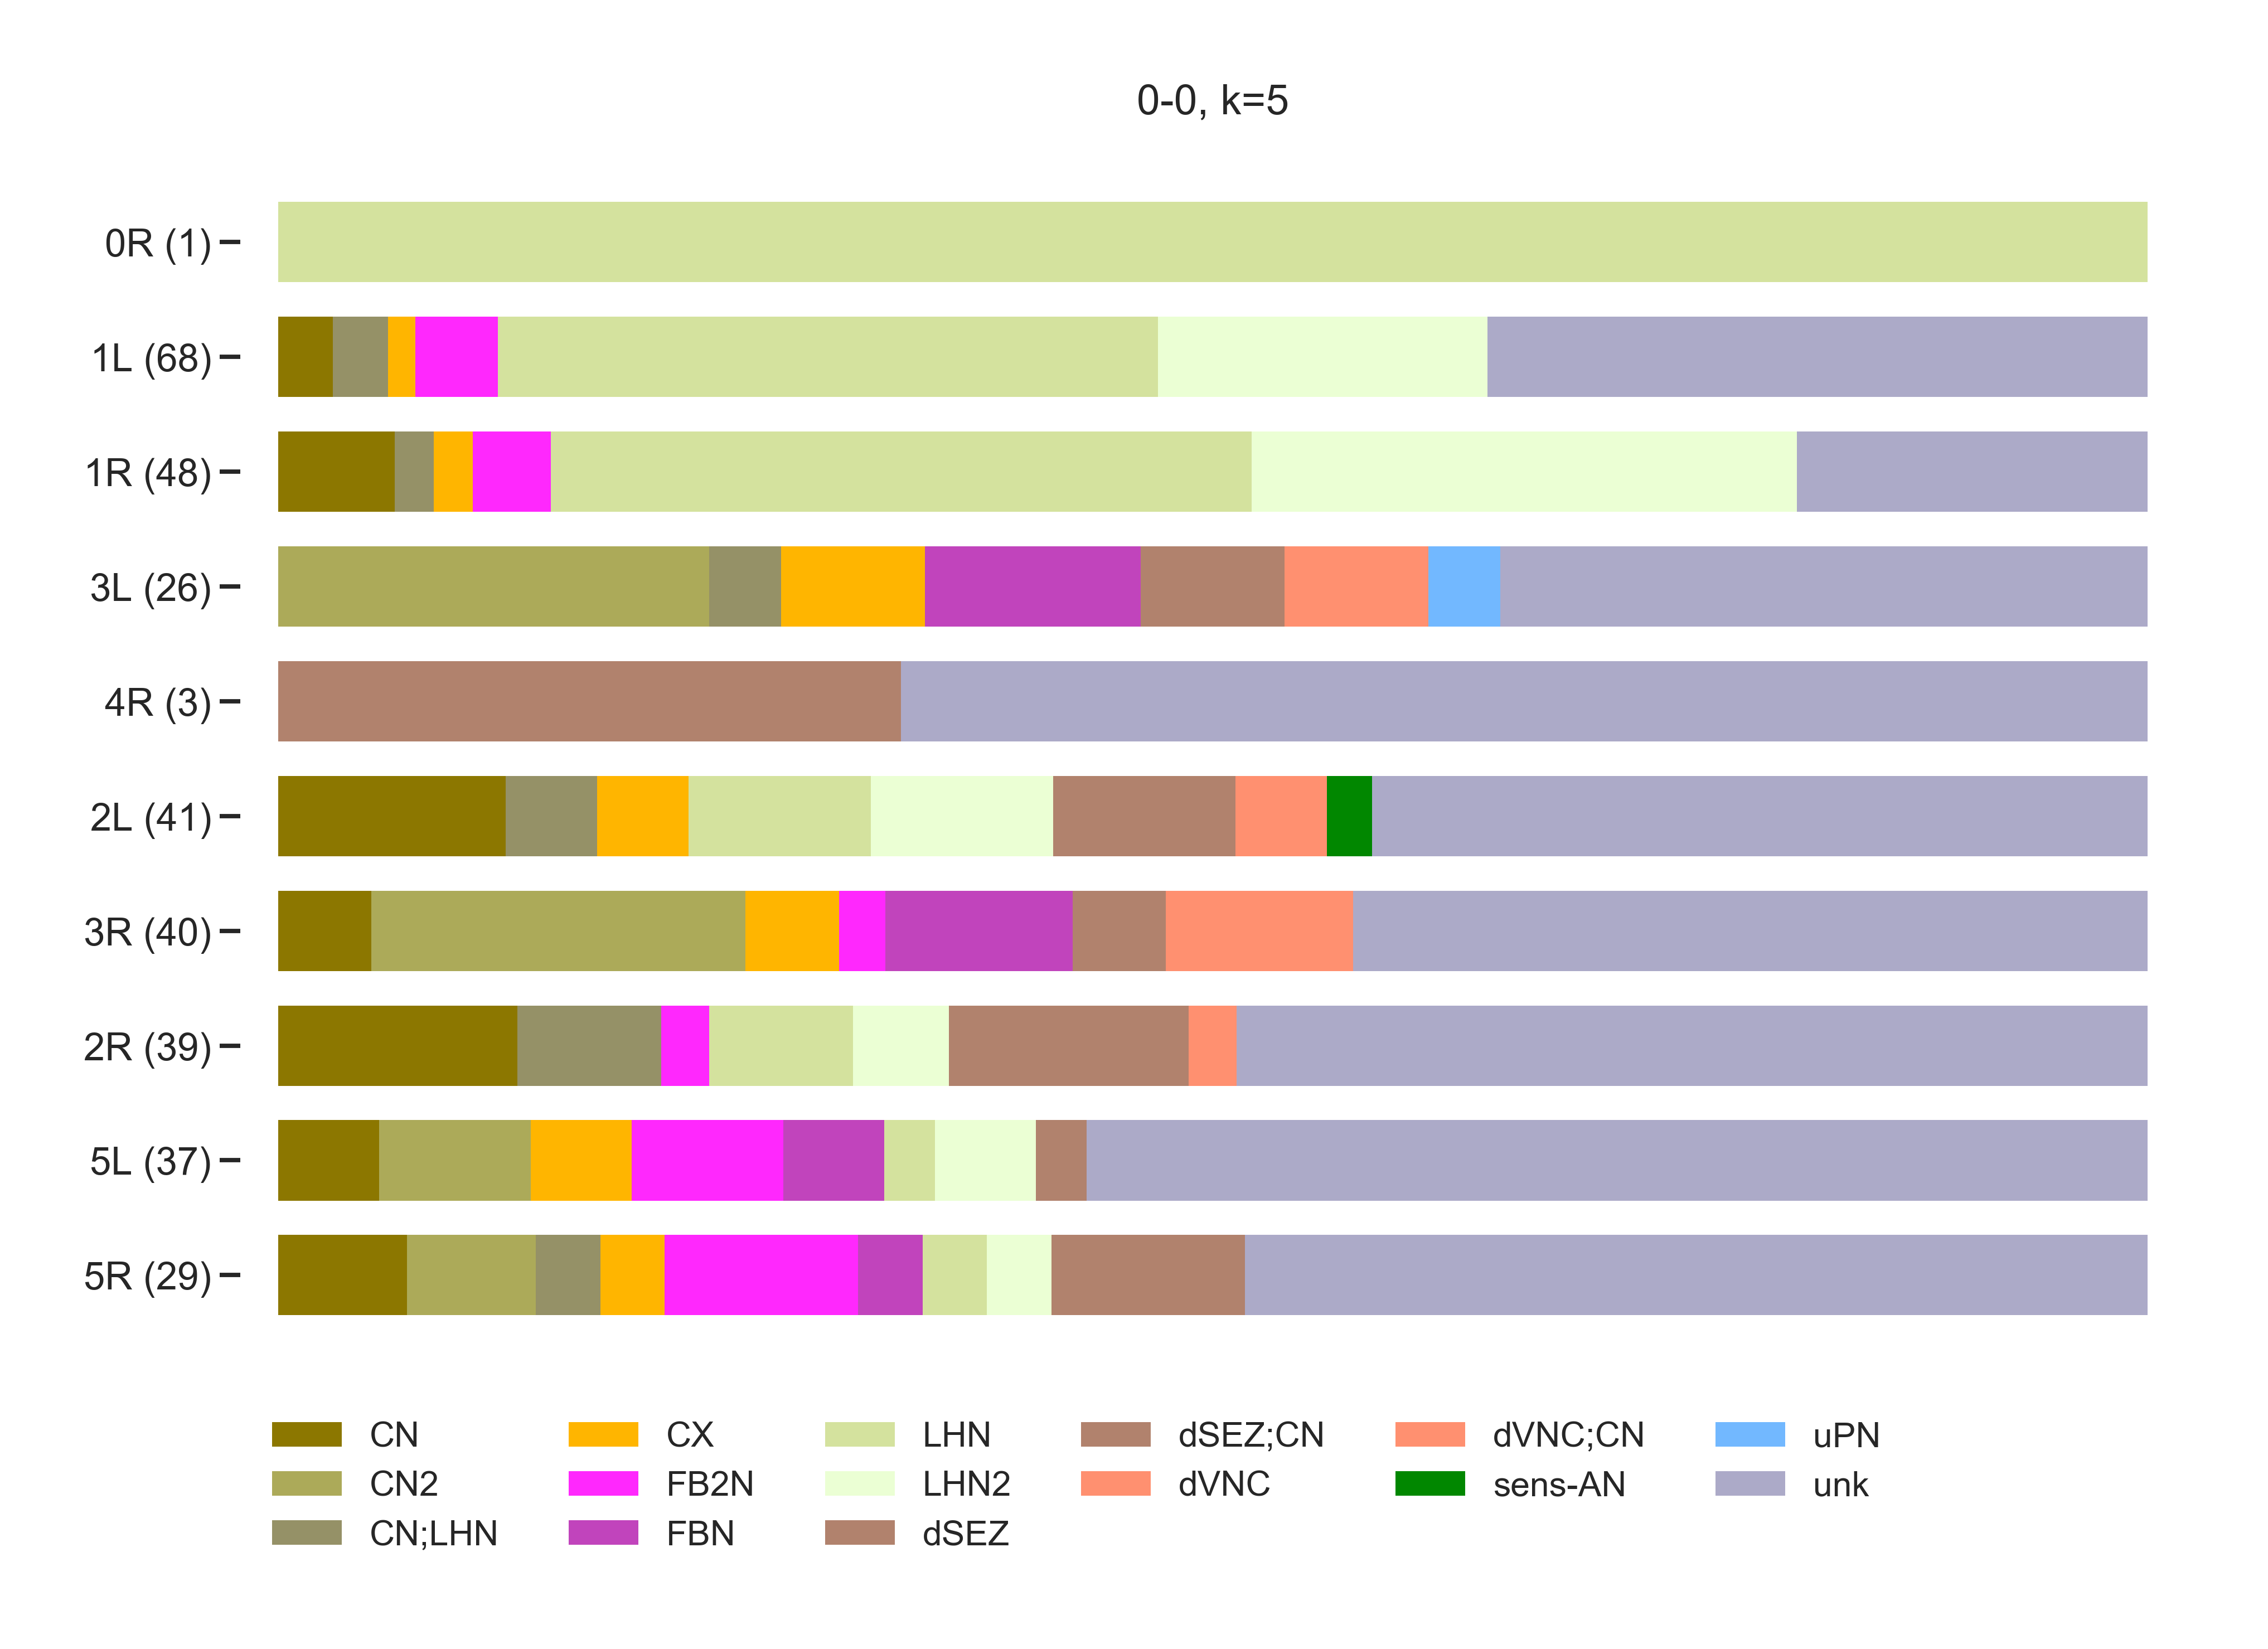 0-0, k=5
0R (1)
1L (68)
1R (48)
3L (26)
4R (3)
2L (41)
3R (40)
2R (39)
5L (37)
5R (29)
CN CX LHN dSEZ;CN dVNC;CN uPN
CN2 FB2N LHN2 dVNC sens-AN unk
CN;LHN FBN dSEZ